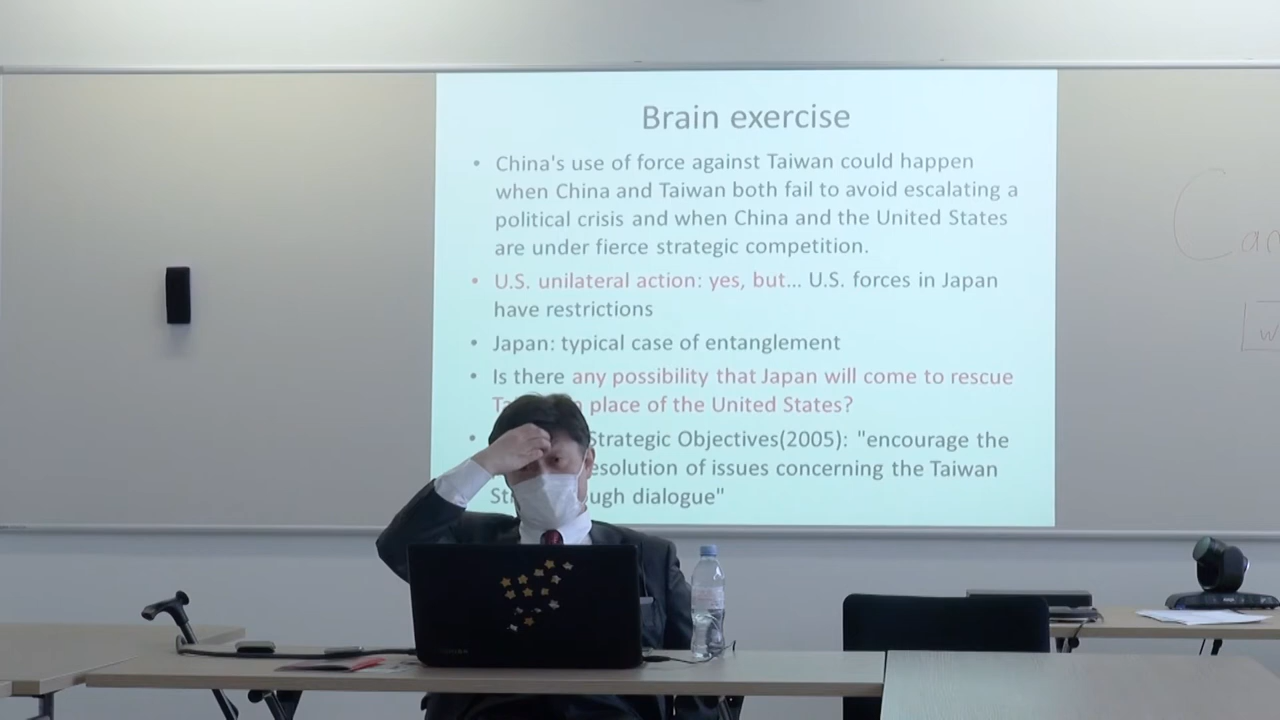 Brain exercise
• China's use of force against Taiwan could happen
when China and Taiwan both fail to avoid escalating a
political crisis and when China and the United States
are under fierce strategic competition.
• U.S. unilateral action: yes, but... U.S. forces in Japan
have restrictions
• Japan: typical case of entanglement
• Is there any possibility that Japan will come to rescue
place of the United States?
• Strategic Objectives(2005): "encourage the
esolution of issues concerning the Taiwan
St ugh dialogue"
Can
w